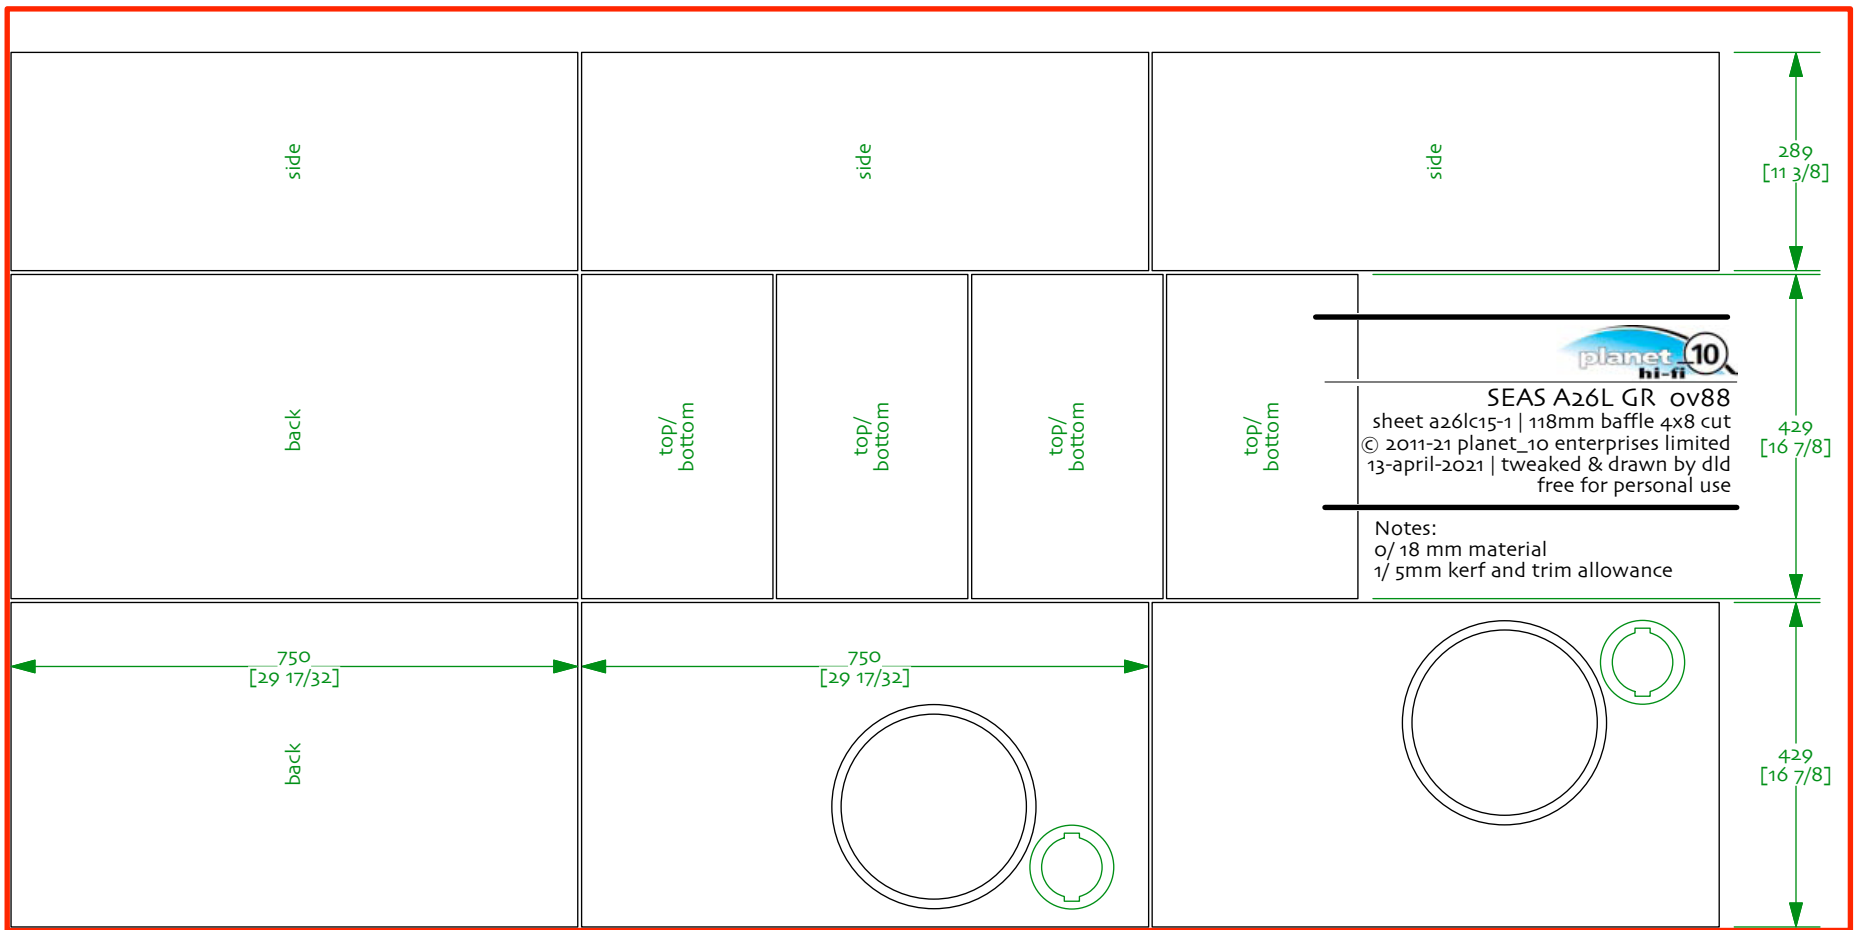 side
side
side
289
[11 3/8]
back
top/
bottom
top/
bottom
top/
bottom
top/
bottom
planet_10
hi-fi
SEAS A26L GR ov88
sheet a26lc15-1 | 118mm baffle 4x8 cut
© 2011-21 planet_10 enterprises limited
13-april-2021 | tweaked & drawn by dld
free for personal use
429
[16 7/8]
Notes:
0/ 18 mm material
1/ 5mm kerf and trim allowance
750
[29 17/32]
750
[29 17/32]
back
429
[16 7/8]